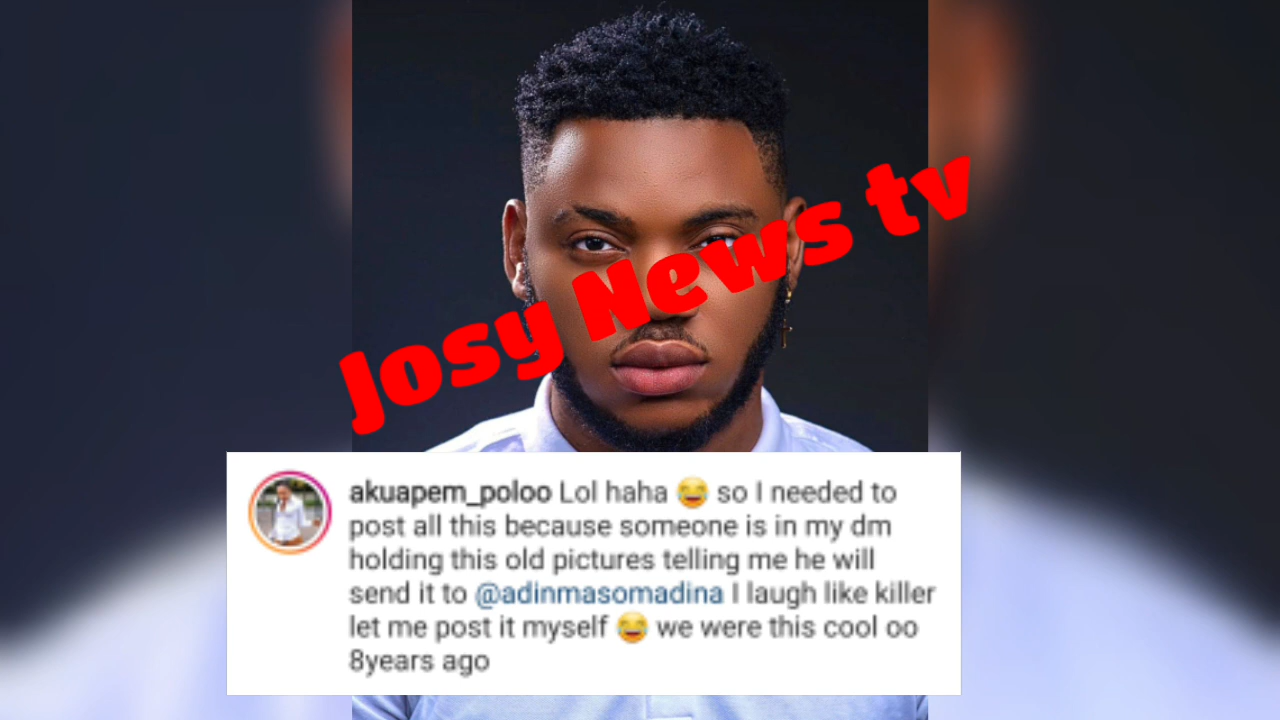 Josy News tv
akuapem_poloo Lol haha 😂 so I needed to
post all this because someone is in my dm
holding this old pictures telling me he will
send it to @adinmasomadina I laugh like killer
let me post it myself 😂 we were this cool oo
8years ago